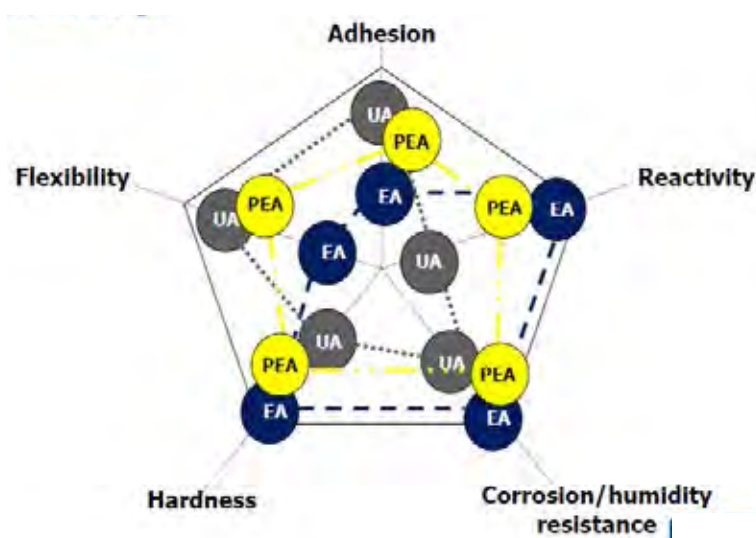 Adhesion
UA
PEA
Flexibility
Reactivity
EA
PEA
EA
UA
PEA
EA
UA
UA
UA
PEA
PEA
EA
EA
Hardness
Corrosion/humidity
resistance